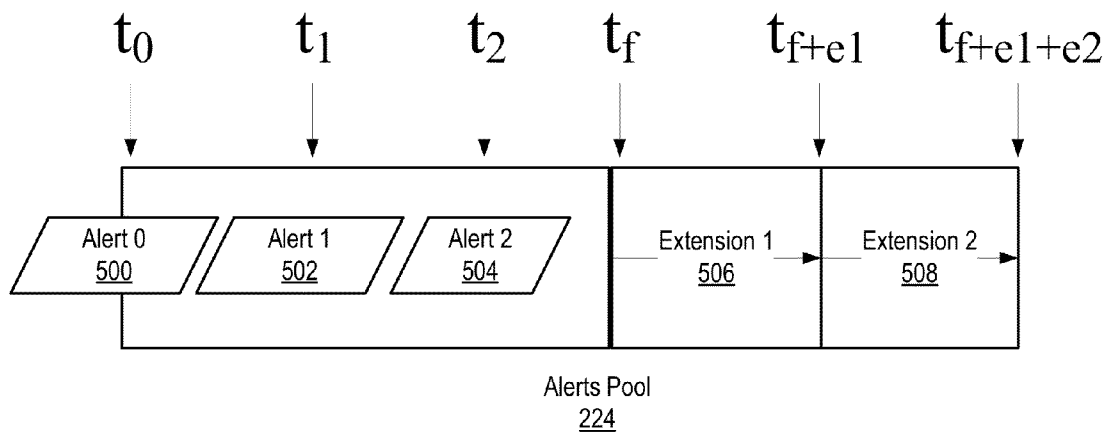 t0 t1 t2 tf tf+e1 tf+e1+e2
Alert 0 Alert 1 Alert 2 Extension 1 Extension 2
500 502 504 506 508
Alerts Pool
224